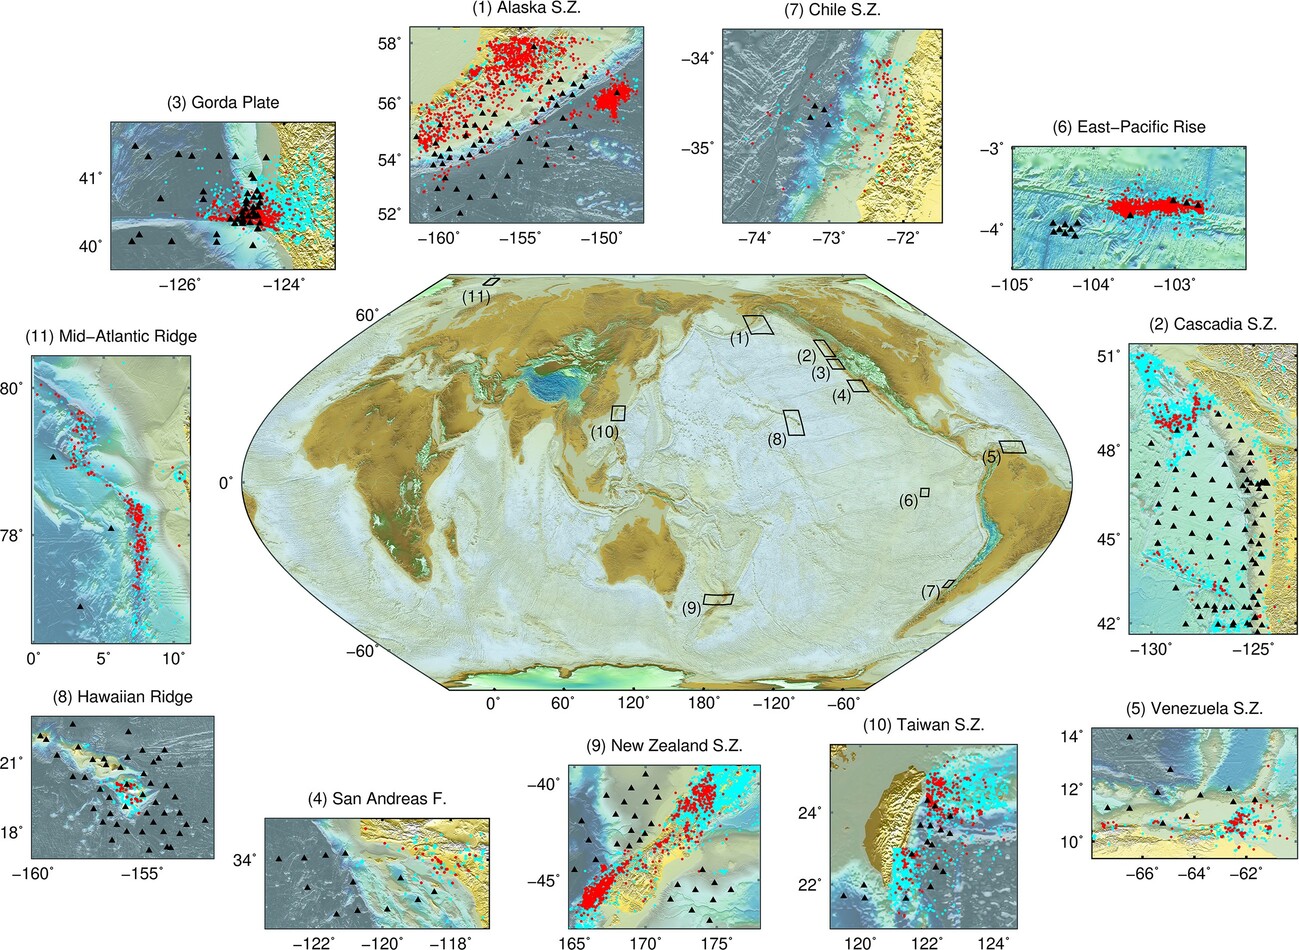 (1) Alaska S.Z.
58°
56°
54°
52°
−160° −155° −150°
(7) Chile S.Z.
−34°
−35°
−74° −73° −72°
(3) Gorda Plate
41°
40°
−126° −124°
(6) East−Pacific Rise
−3°
−4°
−105° −104° −103°
(11) Mid−Atlantic Ridge
80°
78°
0° 5° 10°
60°
0°
−60°
0° 60° 120° 180° −120° −60°
(11)
(1)
(2)
(3)
(4)
(10)
(8)
(5)
(6)
(7)
(9)
(2) Cascadia S.Z.
51°
48°
45°
42°
−130° −125°
(8) Hawaiian Ridge
21°
18°
−160° −155°
(4) San Andreas F.
34°
−122° −120° −118°
(9) New Zealand S.Z.
−40°
−45°
165° 170° 175°
(10) Taiwan S.Z.
24°
22°
120° 122° 124°
(5) Venezuela S.Z.
14°
12°
10°
−66° −64° −62°